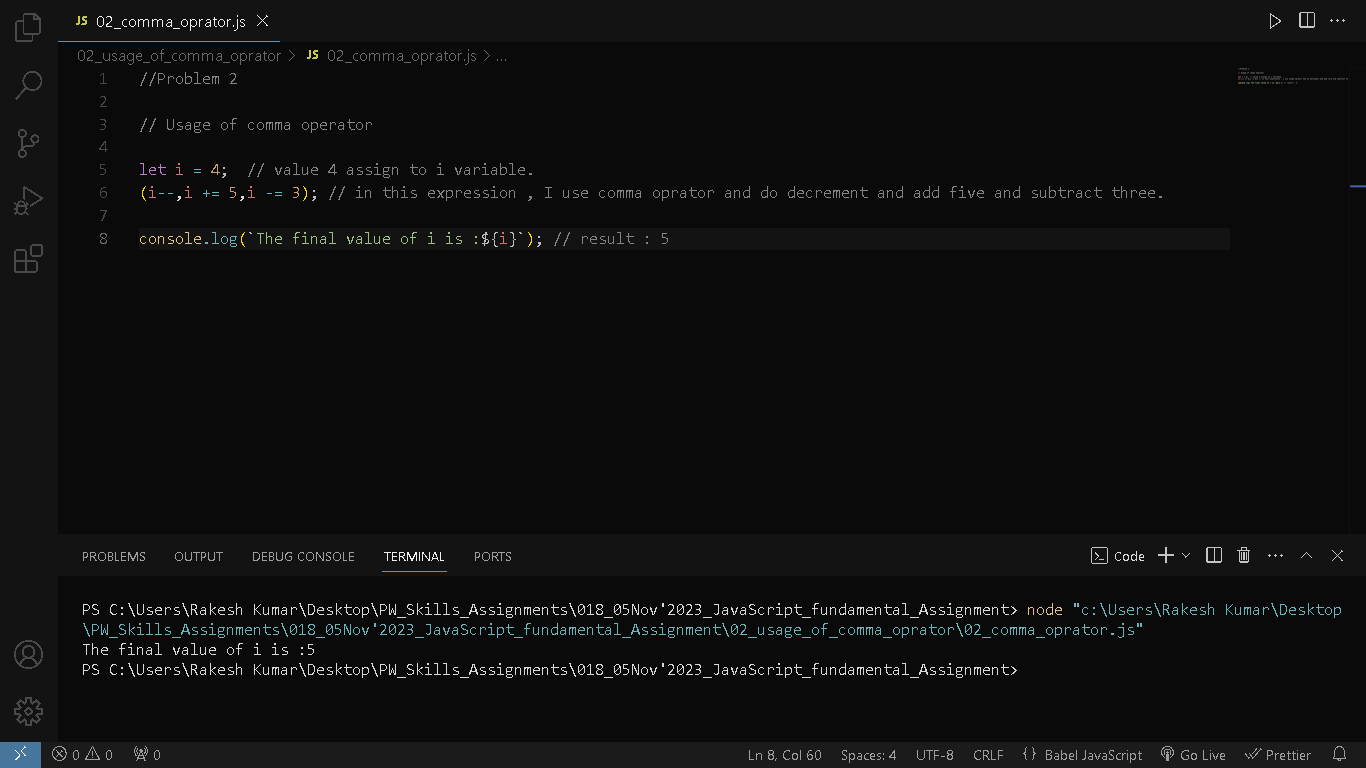 JS 02_comma_oprator.js
02_usage_of_comma_oprator > JS 02_comma_oprator.js > ...
1 //Problem 2
2
3 // Usage of comma operator
4
5 let i = 4;  // value 4 assign to i variable.
6 (i--,i += 5,i -= 3); // in this expression , I use comma oprator and do decrement and add five and subtract three.
7
8 console.log(`The final value of i is :${i}`); // result : 5
PROBLEMS OUTPUT DEBUG CONSOLE TERMINAL PORTS Code
PS C:\Users\Rakesh Kumar\Desktop\PW_Skills_Assignments\018_05Nov'2023_JavaScript_fundamental_Assignment> node "c:\Users\Rakesh Kumar\Desktop
\PW_Skills_Assignments\018_05Nov'2023_JavaScript_fundamental_Assignment\02_usage_of_comma_oprator\02_comma_oprator.js"
The final value of i is :5
PS C:\Users\Rakesh Kumar\Desktop\PW_Skills_Assignments\018_05Nov'2023_JavaScript_fundamental_Assignment>
0 0 0 Ln 8, Col 60 Spaces: 4 UTF-8 CRLF {} Babel JavaScript Go Live Prettier